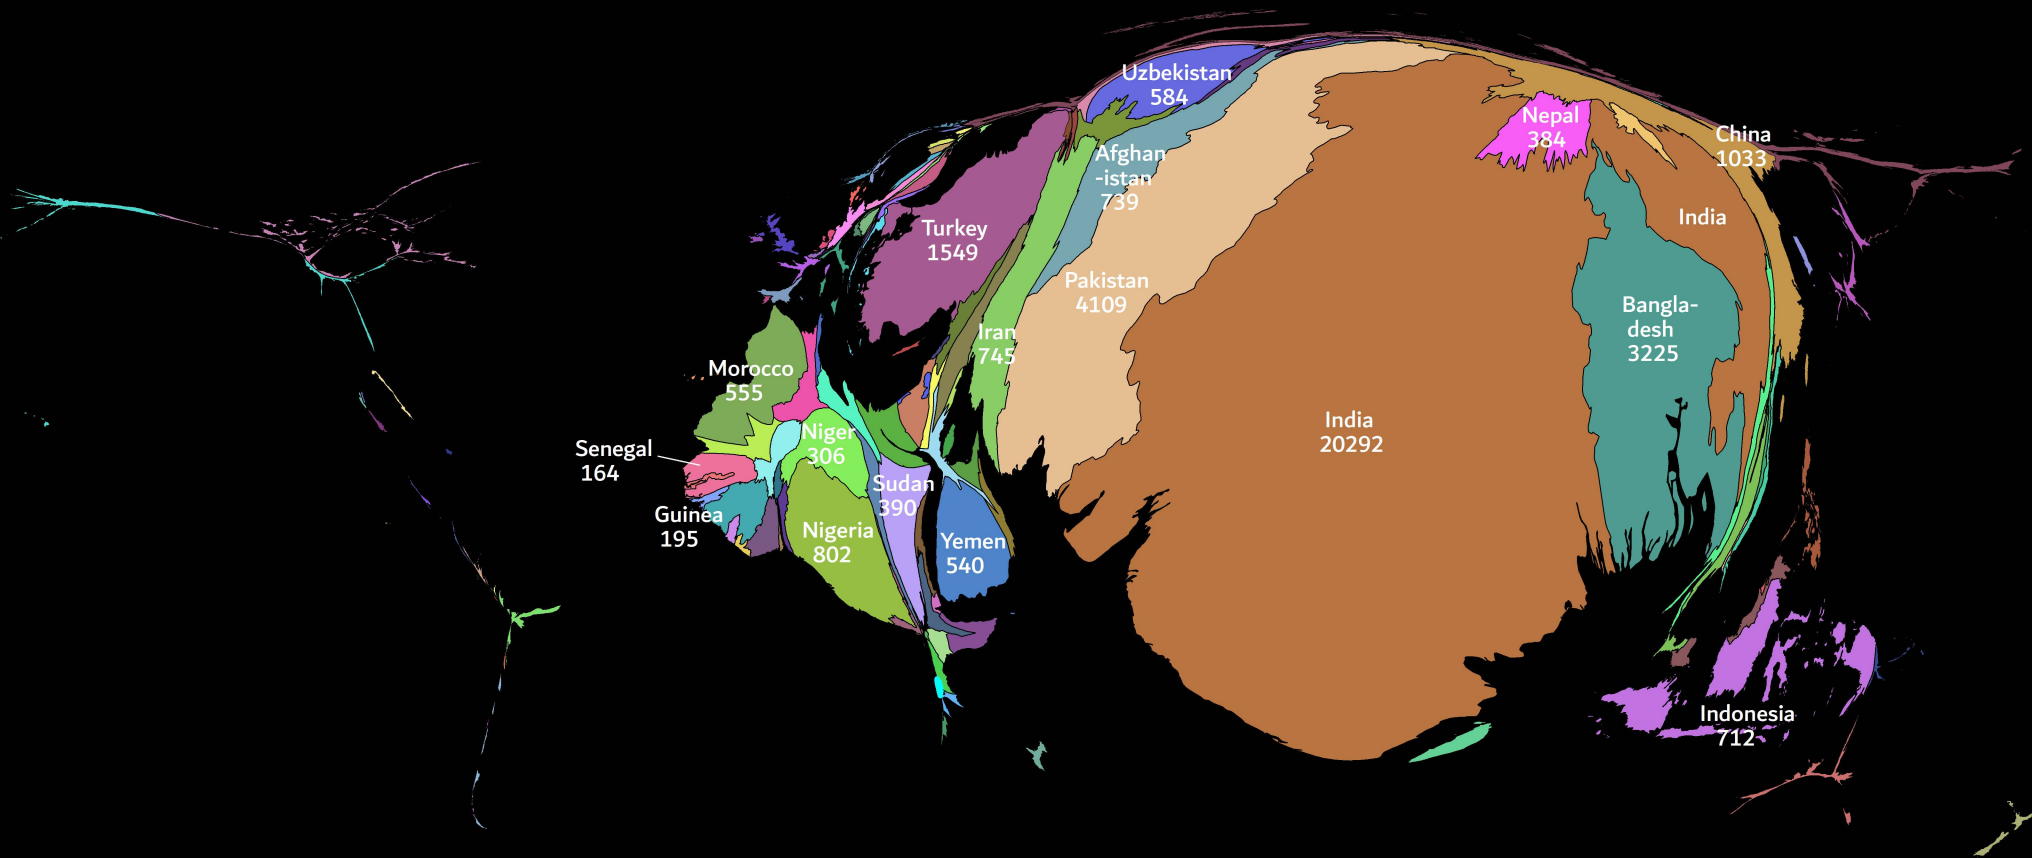 Uzbekistan
584
Nepal
384
China
1033
Afghan
-istan
739
India
Turkey
1549
Pakistan
4109
Bangla-
desh
3225
Iran
745
Morocco
555
India
20292
Niger
306
Senegal
164
Sudan
390
Guinea
195
Nigeria
802
Yemen
540
Indonesia
712